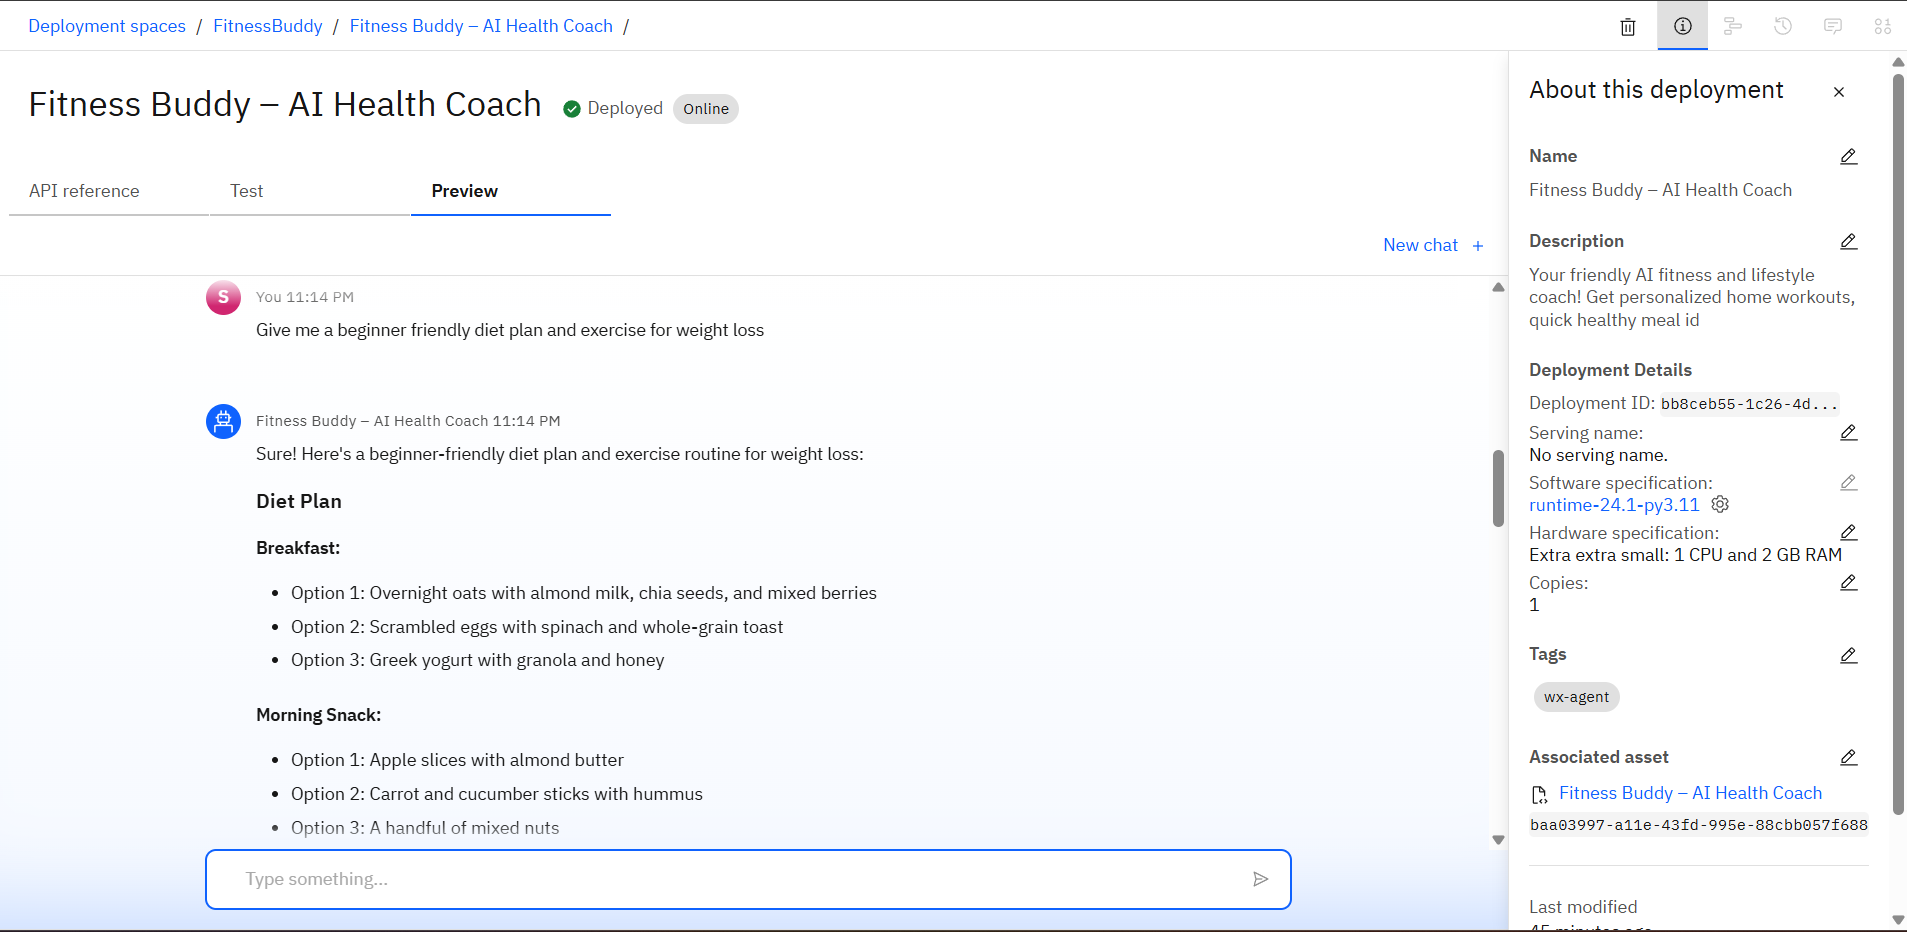 Deployment spaces / FitnessBuddy / Fitness Buddy – AI Health Coach /
Fitness Buddy – AI Health Coach Deployed Online
API reference Test Preview
New chat +
S You 11:14 PM
Give me a beginner friendly diet plan and exercise for weight loss
Fitness Buddy – AI Health Coach 11:14 PM
Sure! Here's a beginner-friendly diet plan and exercise routine for weight loss:
Diet Plan
Breakfast:
• Option 1: Overnight oats with almond milk, chia seeds, and mixed berries
• Option 2: Scrambled eggs with spinach and whole-grain toast
• Option 3: Greek yogurt with granola and honey
Morning Snack:
• Option 1: Apple slices with almond butter
• Option 2: Carrot and cucumber sticks with hummus
• Option 3: A handful of mixed nuts
Type something...
About this deployment
Name
Fitness Buddy – AI Health Coach
Description
Your friendly AI fitness and lifestyle
coach! Get personalized home workouts,
quick healthy meal id
Deployment Details
Deployment ID: bb8ceb55-1c26-4d...
Serving name:
No serving name.
Software specification:
runtime-24.1-py3.11
Hardware specification:
Extra extra small: 1 CPU and 2 GB RAM
Copies:
1
Tags
wx-agent
Associated asset
Fitness Buddy – AI Health Coach
baa03997-a11e-43fd-995e-88cbb057f688
Last modified
45 minutes ago